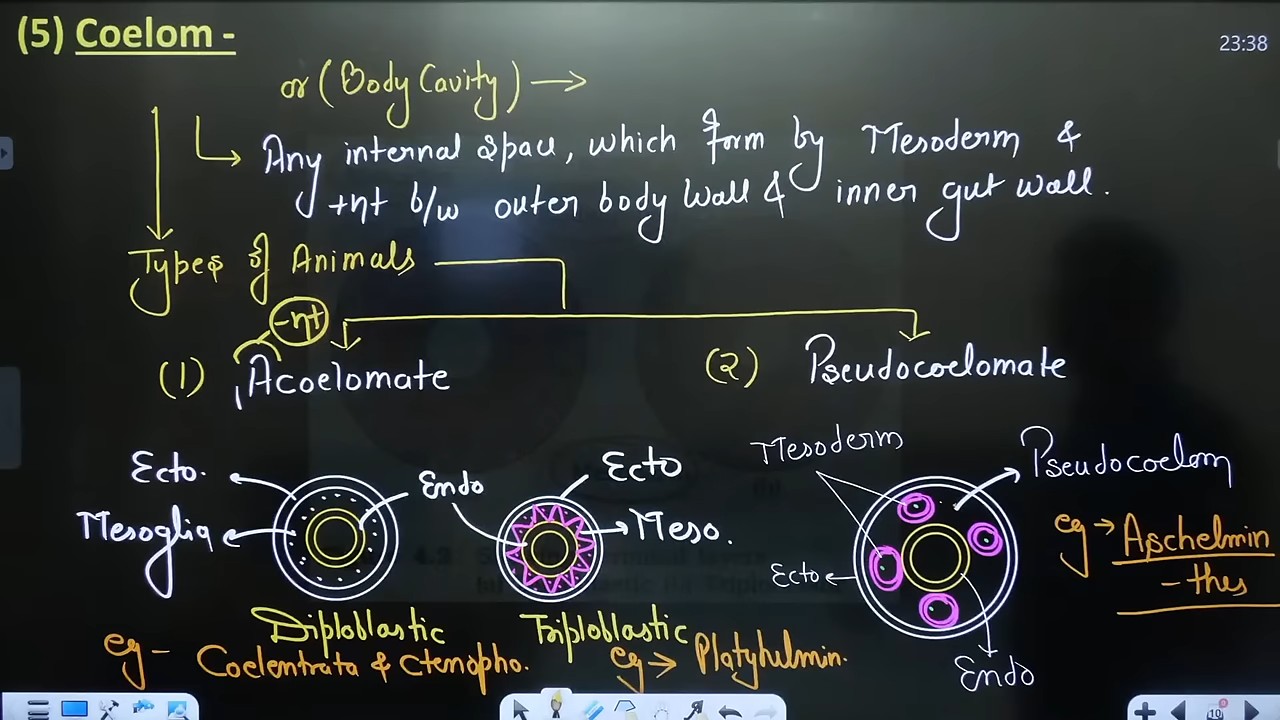 (5) Coelom -
23:38
or (Body Cavity) →
Any internal space, which form by Mesoderm &
+nt b/w outer body wall & inner gut wall.
Types of Animals
-nt
(1) Acoelomate
(2) Pseudocoelomate
Ecto.
Endo
Ecto
Mesoderm
Pseudocoelom
Mesoglia
Meso.
Ecto
eg → Aschelmin
- thes
Diploblastic
Triploblastic
eg - Coelentrata & Ctenopho.
eg → Platyhelmin.
Endo
10